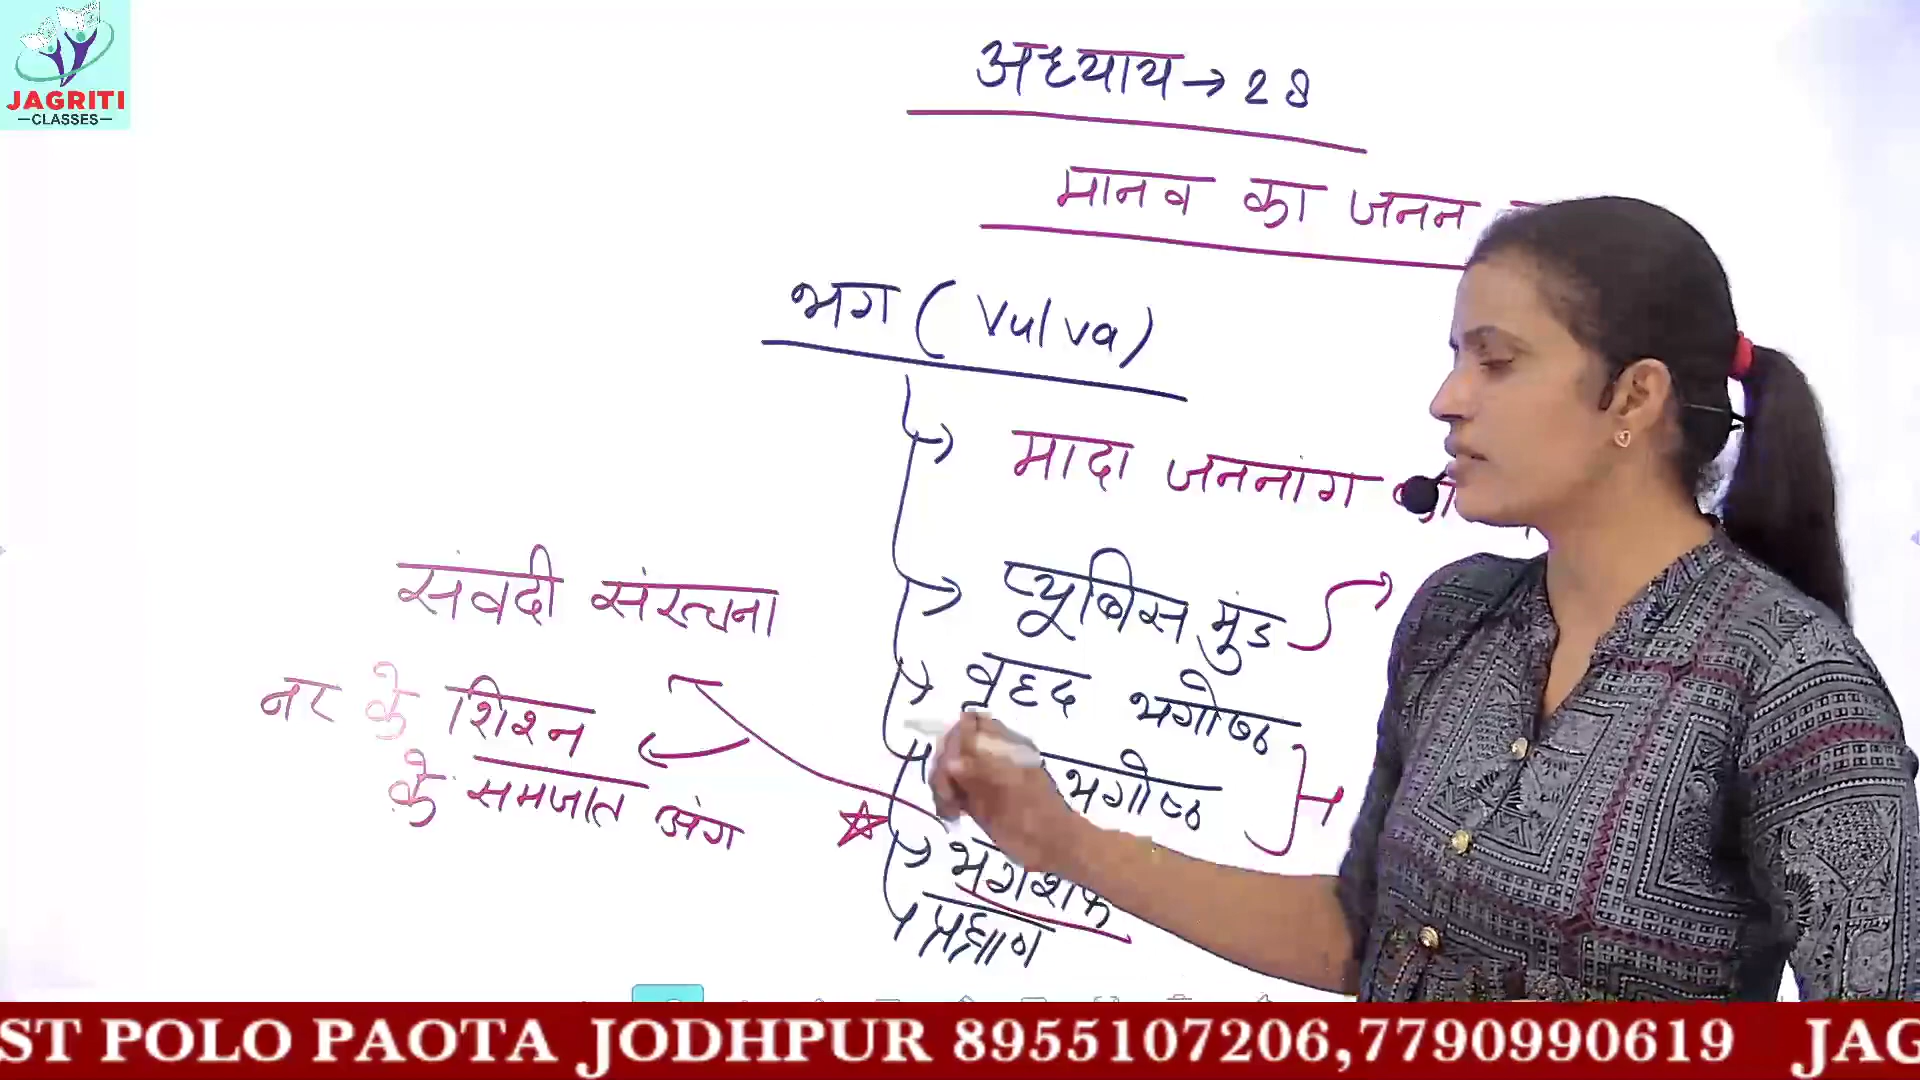 JAGRITI
CLASSES
अध्याय → 28
मानव का जनन
भग ( Vulva )
मादा जननांग का
प्यूबिस मुंड
वृहद भगोष्ठ
भगोष्ठ
भगशेफ
प्रघ्राण
संवेदी संरचना
नर के शिश्न
के समजात अंग
ST POLO PAOTA JODHPUR 8955107206,7790990619 JAG